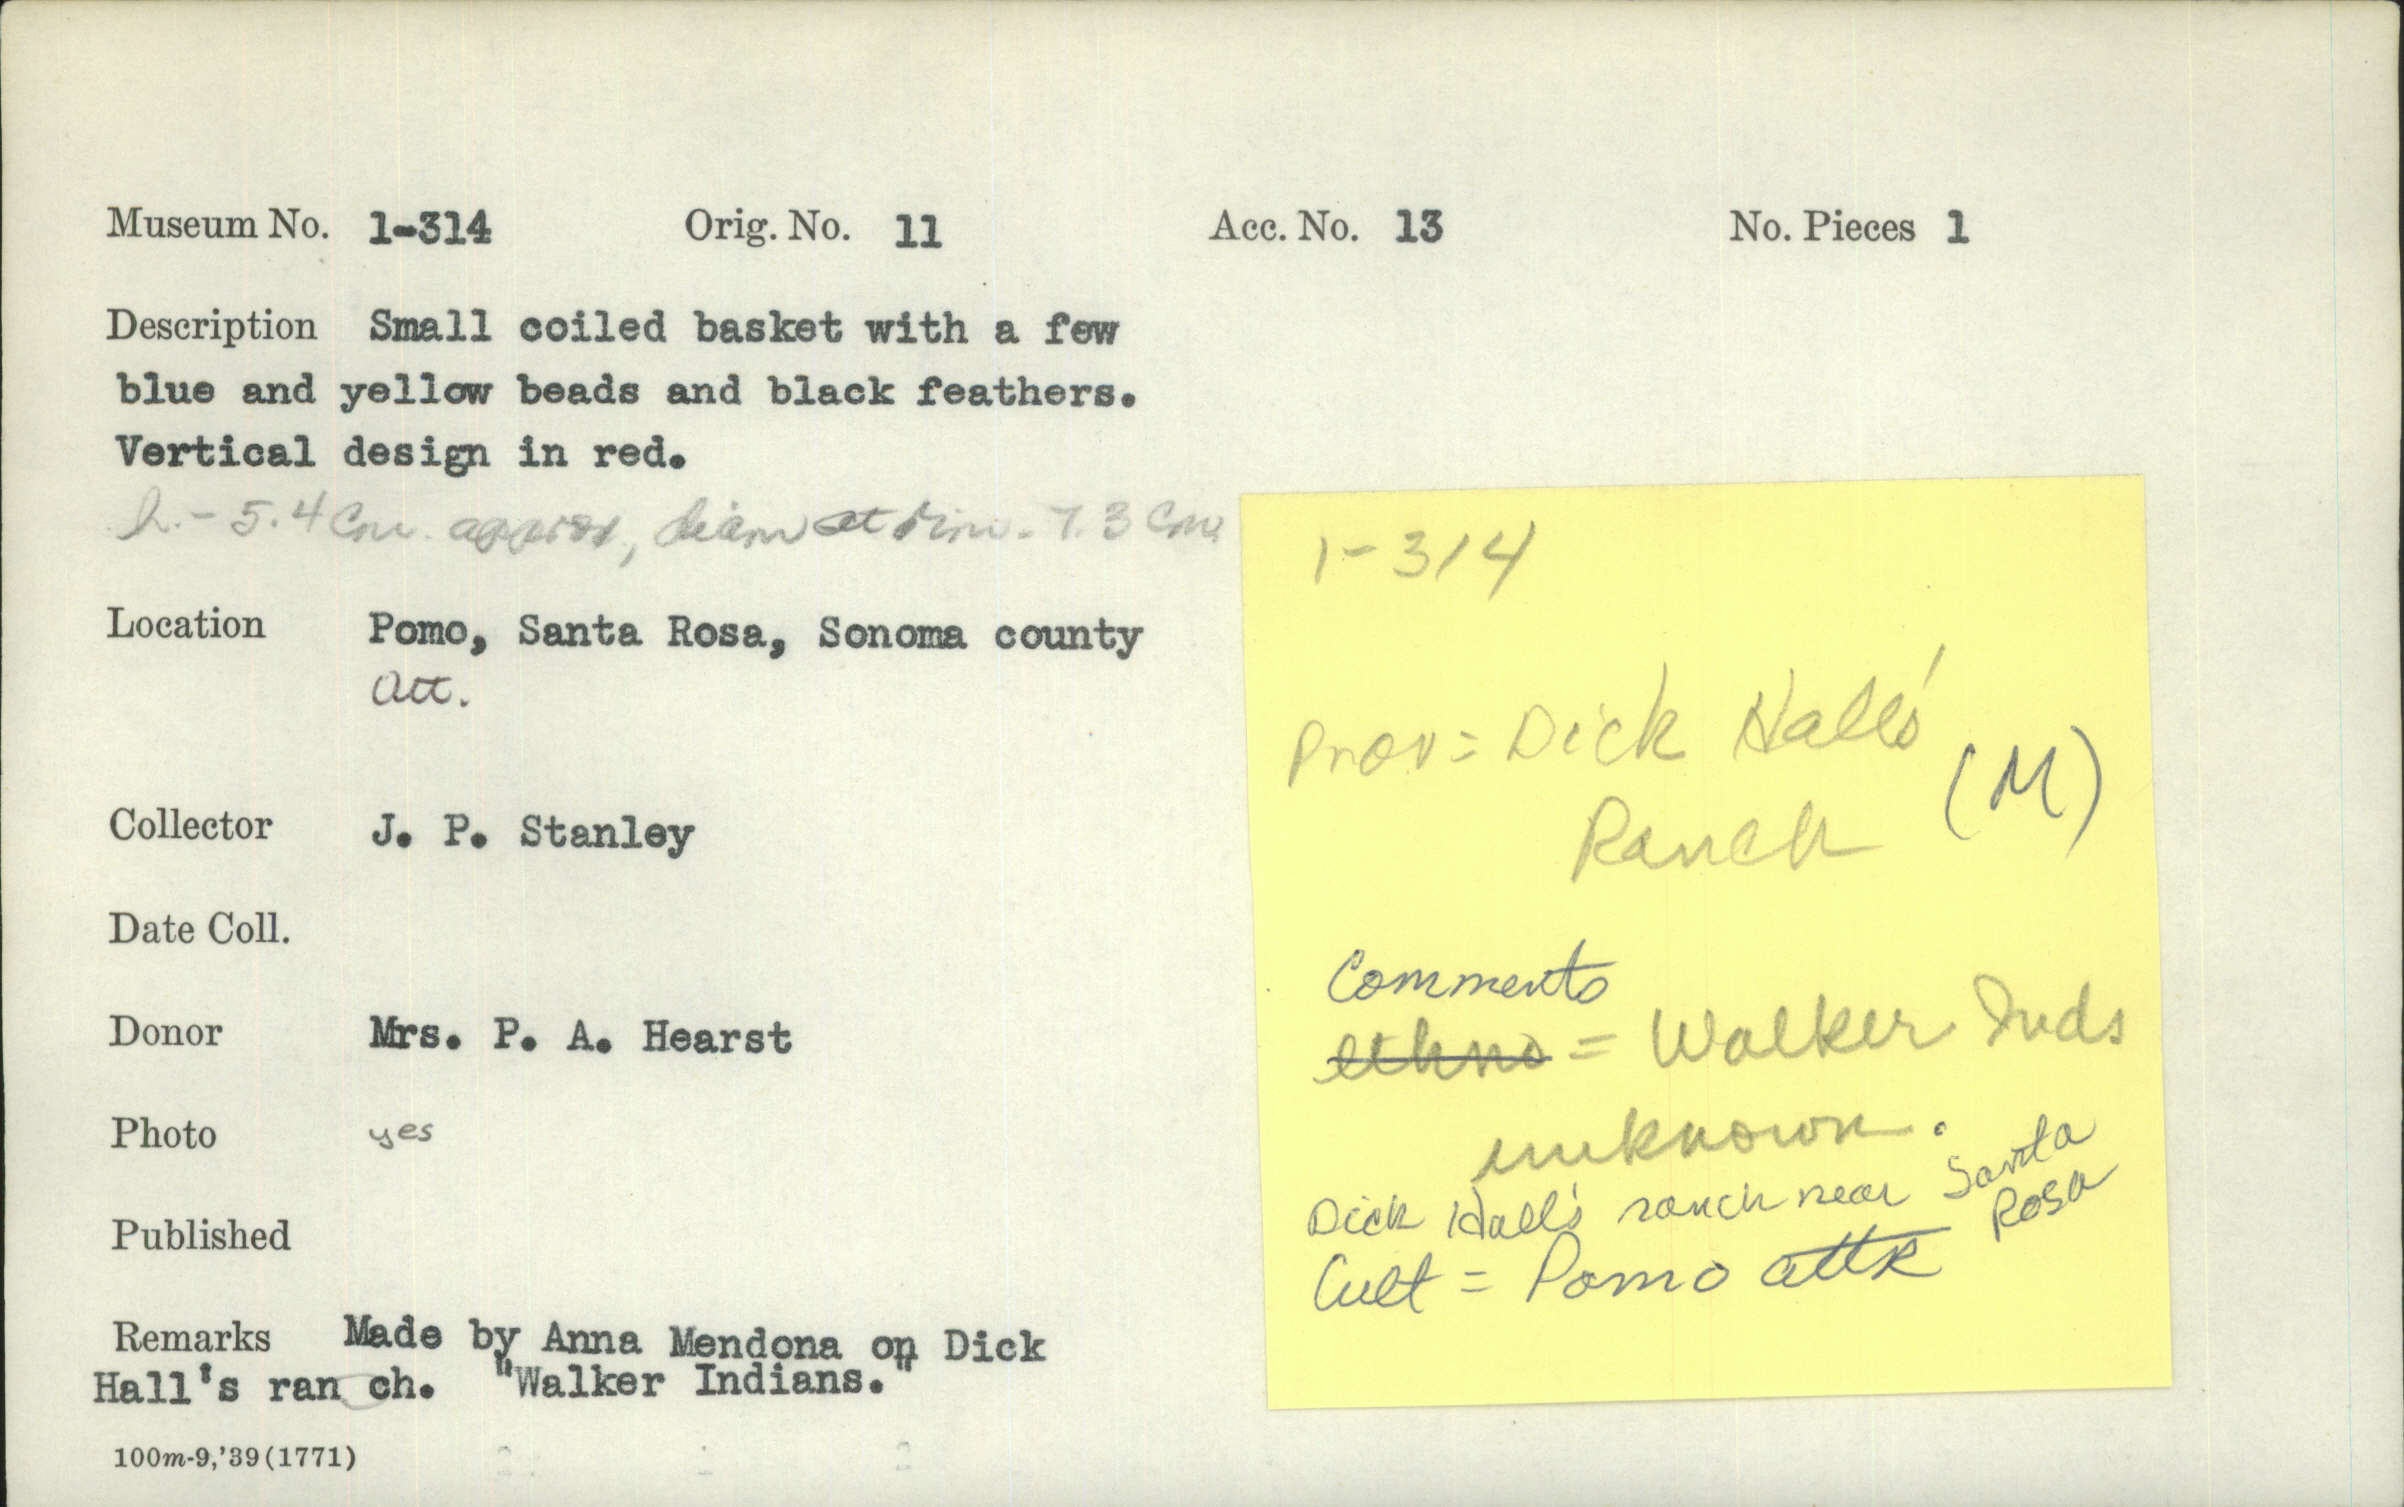 Museum No. 1-314 Orig. No. 11 Acc. No. 13 No. Pieces 1
Description Small coiled basket with a few
blue and yellow beads and black feathers.
Vertical design in red.
h. - 5.4 cm. approx, diam at rim - 7.3 cm.
Location Pomo, Santa Rosa, Sonoma county
Att.
Collector J. P. Stanley
Date Coll.
Donor Mrs. P. A. Hearst
Photo yes
Published
Remarks Made by Anna Mendona on Dick
Hall's ran ch. "Walker Indians."
100m-9,'39(1771)
1-314
Prov = Dick Hall's
Ranch (M)
Comments
ethno = Walker Inds
unknown.
Dick Hall's ranch near Santa
Rosa
Cult = Pomo attr